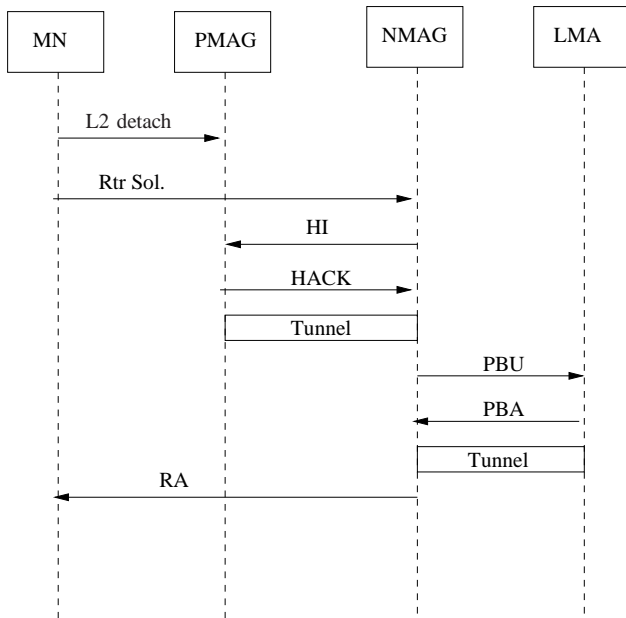 MN
PMAG
NMAG
LMA
L2 detach
Rtr Sol.
HI
HACK
Tunnel
PBU
PBA
Tunnel
RA